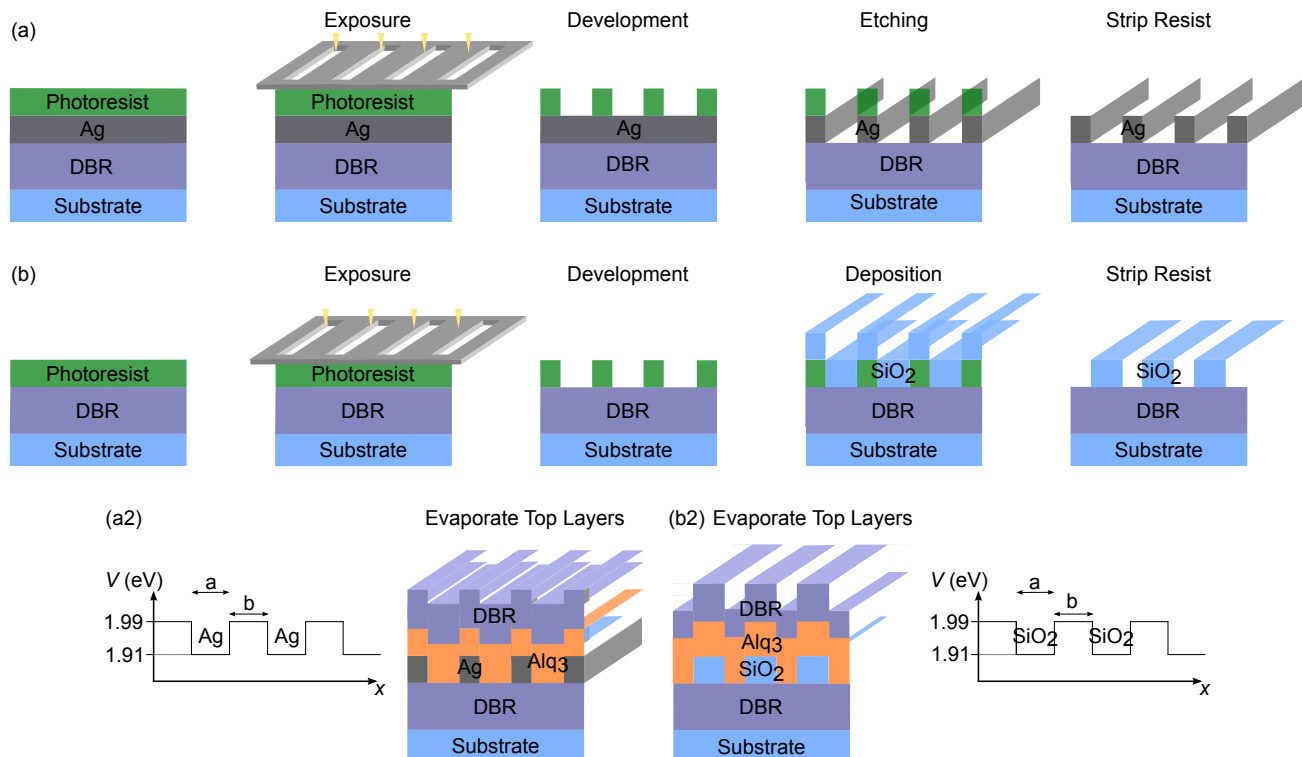 (a)
Exposure
Development
Etching
Strip Resist
Photoresist
Ag
DBR
Substrate
Photoresist
Ag
DBR
Substrate
Ag
DBR
Substrate
Ag
DBR
Substrate
Ag
DBR
Substrate
(b)
Exposure
Development
Deposition
Strip Resist
Photoresist
DBR
Substrate
Photoresist
DBR
Substrate
DBR
Substrate
SiO2
DBR
Substrate
SiO2
DBR
Substrate
(a2)
V (eV)
1.99
1.91
a
b
Ag
Ag
x
Evaporate Top Layers
DBR
Ag
Alq3
DBR
Substrate
(b2) Evaporate Top Layers
DBR
Alq3
SiO2
DBR
Substrate
V (eV)
1.99
1.91
a
b
SiO2
SiO2
x